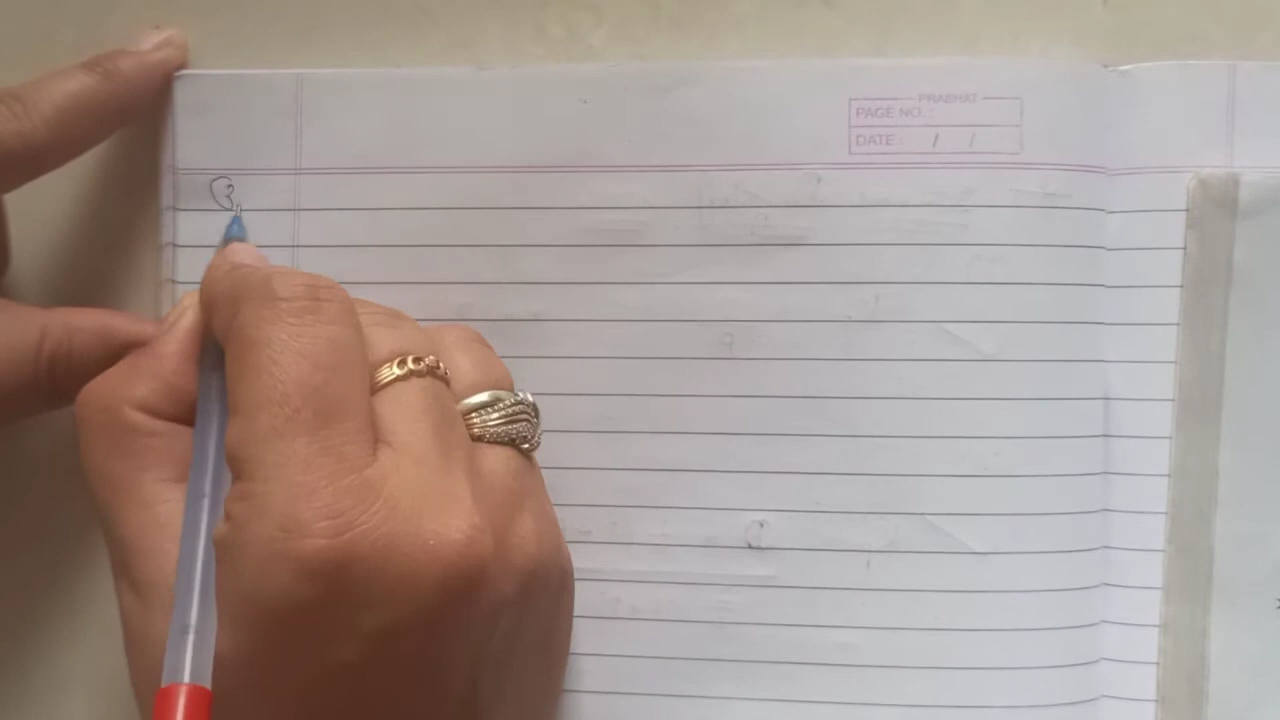 PRABHAT
PAGE NO. :
DATE : / /